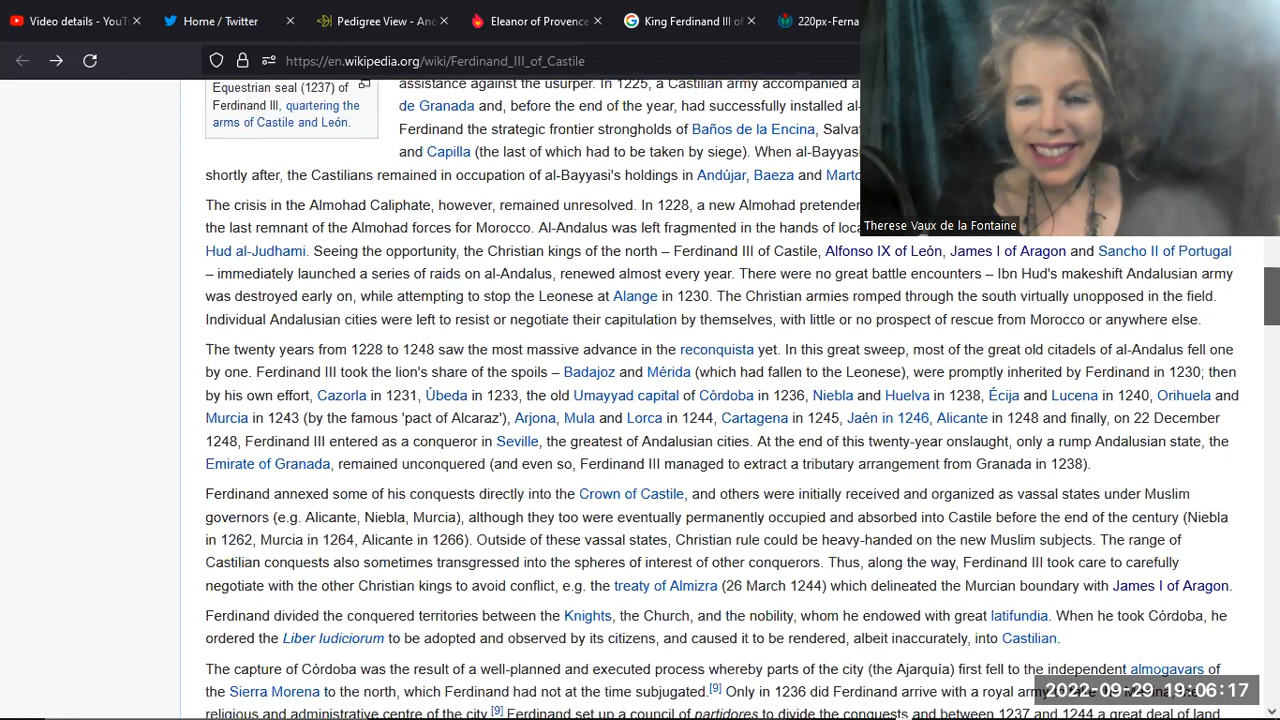 Video details - YouT
Home / Twitter
Pedigree View - Anc
Eleanor of Provence
King Ferdinand III of
220px-Ferna
https://en.wikipedia.org/wiki/Ferdinand_III_of_Castile
Therese Vaux de la Fontaine
Equestrian seal (1237) of
Ferdinand III, quartering the
arms of Castile and León.
assistance against the usurper. In 1225, a Castilian army accompanied a
de Granada and, before the end of the year, had successfully installed al-
Ferdinand the strategic frontier strongholds of Baños de la Encina, Salva
and Capilla (the last of which had to be taken by siege). When al-Bayyas
shortly after, the Castilians remained in occupation of al-Bayyasi's holdings in Andújar, Baeza and Marto
The crisis in the Almohad Caliphate, however, remained unresolved. In 1228, a new Almohad pretender
the last remnant of the Almohad forces for Morocco. Al-Andalus was left fragmented in the hands of loca
Hud al-Judhami. Seeing the opportunity, the Christian kings of the north – Ferdinand III of Castile, Alfonso IX of León, James I of Aragon and Sancho II of Portugal
– immediately launched a series of raids on al-Andalus, renewed almost every year. There were no great battle encounters – Ibn Hud's makeshift Andalusian army
was destroyed early on, while attempting to stop the Leonese at Alange in 1230. The Christian armies romped through the south virtually unopposed in the field.
Individual Andalusian cities were left to resist or negotiate their capitulation by themselves, with little or no prospect of rescue from Morocco or anywhere else.
The twenty years from 1228 to 1248 saw the most massive advance in the reconquista yet. In this great sweep, most of the great old citadels of al-Andalus fell one
by one. Ferdinand III took the lion's share of the spoils – Badajoz and Mérida (which had fallen to the Leonese), were promptly inherited by Ferdinand in 1230; then
by his own effort, Cazorla in 1231, Úbeda in 1233, the old Umayyad capital of Córdoba in 1236, Niebla and Huelva in 1238, Écija and Lucena in 1240, Orihuela and
Murcia in 1243 (by the famous 'pact of Alcaraz'), Arjona, Mula and Lorca in 1244, Cartagena in 1245, Jaén in 1246, Alicante in 1248 and finally, on 22 December
1248, Ferdinand III entered as a conqueror in Seville, the greatest of Andalusian cities. At the end of this twenty-year onslaught, only a rump Andalusian state, the
Emirate of Granada, remained unconquered (and even so, Ferdinand III managed to extract a tributary arrangement from Granada in 1238).
Ferdinand annexed some of his conquests directly into the Crown of Castile, and others were initially received and organized as vassal states under Muslim
governors (e.g. Alicante, Niebla, Murcia), although they too were eventually permanently occupied and absorbed into Castile before the end of the century (Niebla
in 1262, Murcia in 1264, Alicante in 1266). Outside of these vassal states, Christian rule could be heavy-handed on the new Muslim subjects. The range of
Castilian conquests also sometimes transgressed into the spheres of interest of other conquerors. Thus, along the way, Ferdinand III took care to carefully
negotiate with the other Christian kings to avoid conflict, e.g. the treaty of Almizra (26 March 1244) which delineated the Murcian boundary with James I of Aragon.
Ferdinand divided the conquered territories between the Knights, the Church, and the nobility, whom he endowed with great latifundia. When he took Córdoba, he
ordered the Liber Iudiciorum to be adopted and observed by its citizens, and caused it to be rendered, albeit inaccurately, into Castilian.
The capture of Córdoba was the result of a well-planned and executed process whereby parts of the city (the Ajarquía) first fell to the independent almogavars of
the Sierra Morena to the north, which Ferdinand had not at the time subjugated.[9] Only in 1236 did Ferdinand arrive with a royal army
religious and administrative centre of the city.[9] Ferdinand set up a council of partidores to divide the conquests and between 1237 and 1244 a great deal of land
2022-09-29 19:06:17